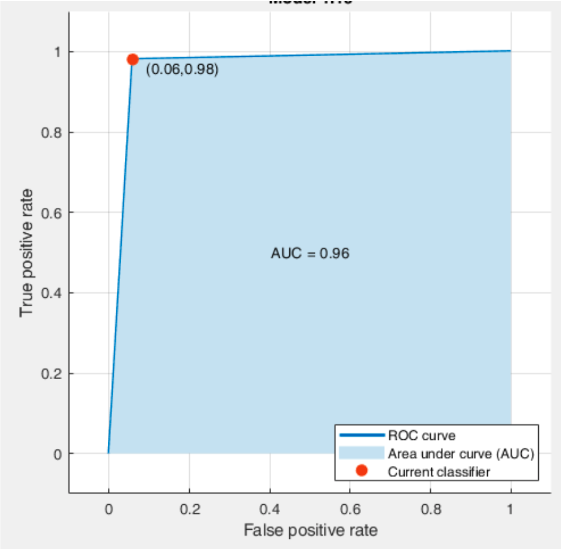 1
(0.06,0.98)
0.8
0.6
AUC = 0.96
0.4
0.2
0
True positive rate
ROC curve
Area under curve (AUC)
Current classifier
0
0.2
0.4
0.6
0.8
1
False positive rate